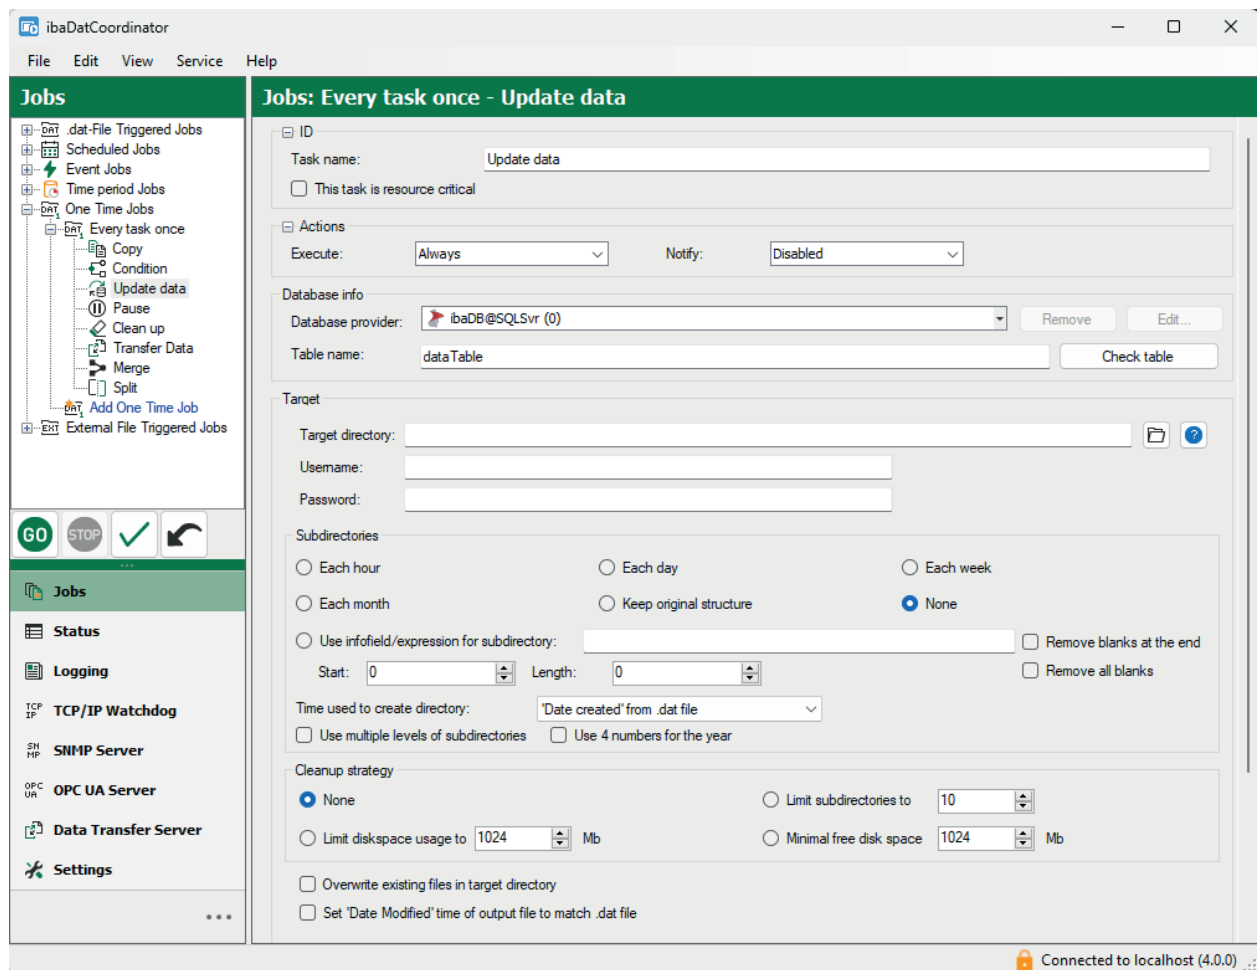 ibaDatCoordinator
File Edit View Service Help
Jobs
.dat-File Triggered Jobs
Scheduled Jobs
Event Jobs
Time period Jobs
One Time Jobs
Every task once
Copy
Condition
Update data
Pause
Clean up
Transfer Data
Merge
Split
Add One Time Job
External File Triggered Jobs
GO STOP
Jobs
Status
Logging
TCP/IP Watchdog
SNMP Server
OPC UA Server
Data Transfer Server
Settings
Jobs: Every task once - Update data
ID
Task name: Update data
This task is resource critical
Actions
Execute: Always Notify: Disabled
Database info
Database provider: ibaDB@SQLSvr (0) Remove Edit...
Table name: dataTable Check table
Target
Target directory:
Username:
Password:
Subdirectories
Each hour Each day Each week
Each month Keep original structure None
Use infofield/expression for subdirectory: Remove blanks at the end
Start: 0 Length: 0 Remove all blanks
Time used to create directory: 'Date created' from .dat file
Use multiple levels of subdirectories Use 4 numbers for the year
Cleanup strategy
None Limit subdirectories to 10
Limit diskspace usage to 1024 Mb Minimal free disk space 1024 Mb
Overwrite existing files in target directory
Set 'Date Modified' time of output file to match .dat file
Connected to localhost (4.0.0)